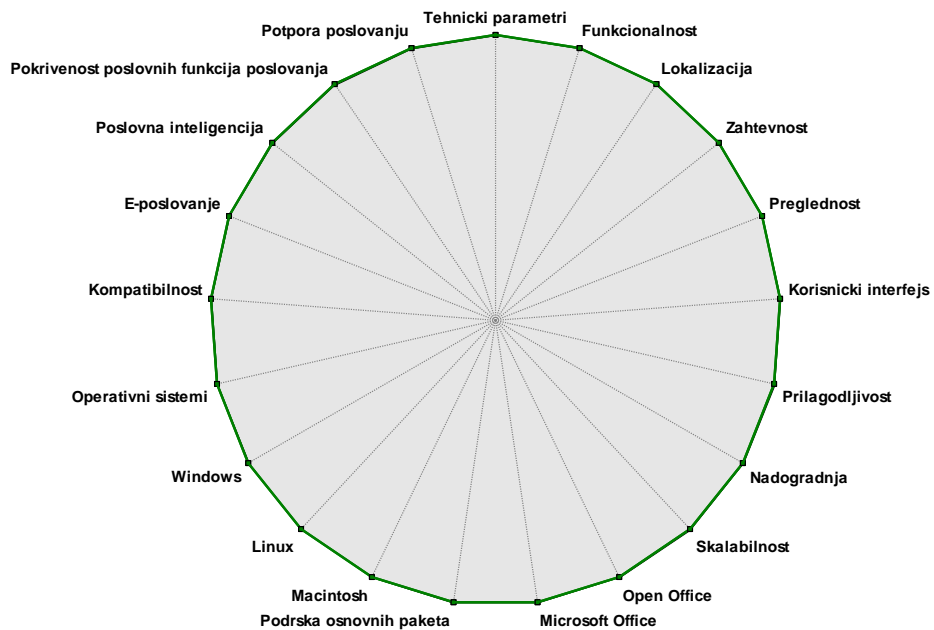 Tehnicki parametri
Potpora poslovanju
Funkcionalnost
Pokrivenost poslovnih funkcija poslovanja
Lokalizacija
Poslovna inteligencija
Zahtevnost
E-poslovanje
Preglednost
Kompatibilnost
Korisnicki interfejs
Operativni sistemi
Prilagodljivost
Windows
Nadogradnja
Linux
Skalabilnost
Macintosh
Open Office
Podrska osnovnih paketa
Microsoft Office